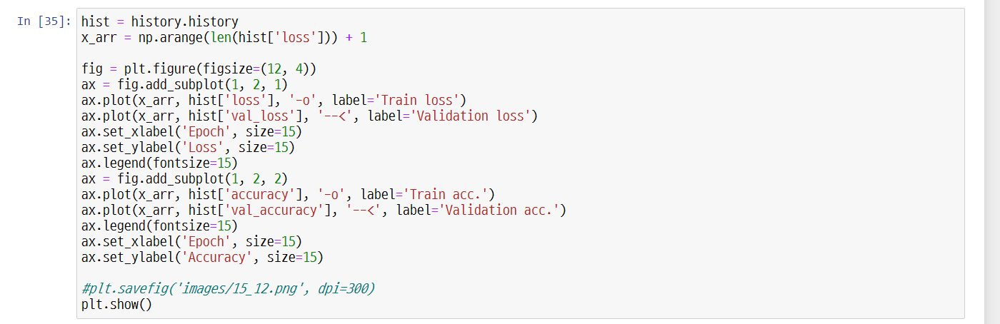 In [35]:
hist = history.history
x_arr = np.arange(len(hist['loss'])) + 1
fig = plt.figure(figsize=(12, 4))
ax = fig.add_subplot(1, 2, 1)
ax.plot(x_arr, hist['loss'], '-o', label='Train loss')
ax.plot(x_arr, hist['val_loss'], '--<', label='Validation loss')
ax.set_xlabel('Epoch', size=15)
ax.set_ylabel('Loss', size=15)
ax.legend(fontsize=15)
ax = fig.add_subplot(1, 2, 2)
ax.plot(x_arr, hist['accuracy'], '-o', label='Train acc.')
ax.plot(x_arr, hist['val_accuracy'], '--<', label='Validation acc.')
ax.legend(fontsize=15)
ax.set_xlabel('Epoch', size=15)
ax.set_ylabel('Accuracy', size=15)
#plt.savefig('images/15_12.png', dpi=300)
plt.show()